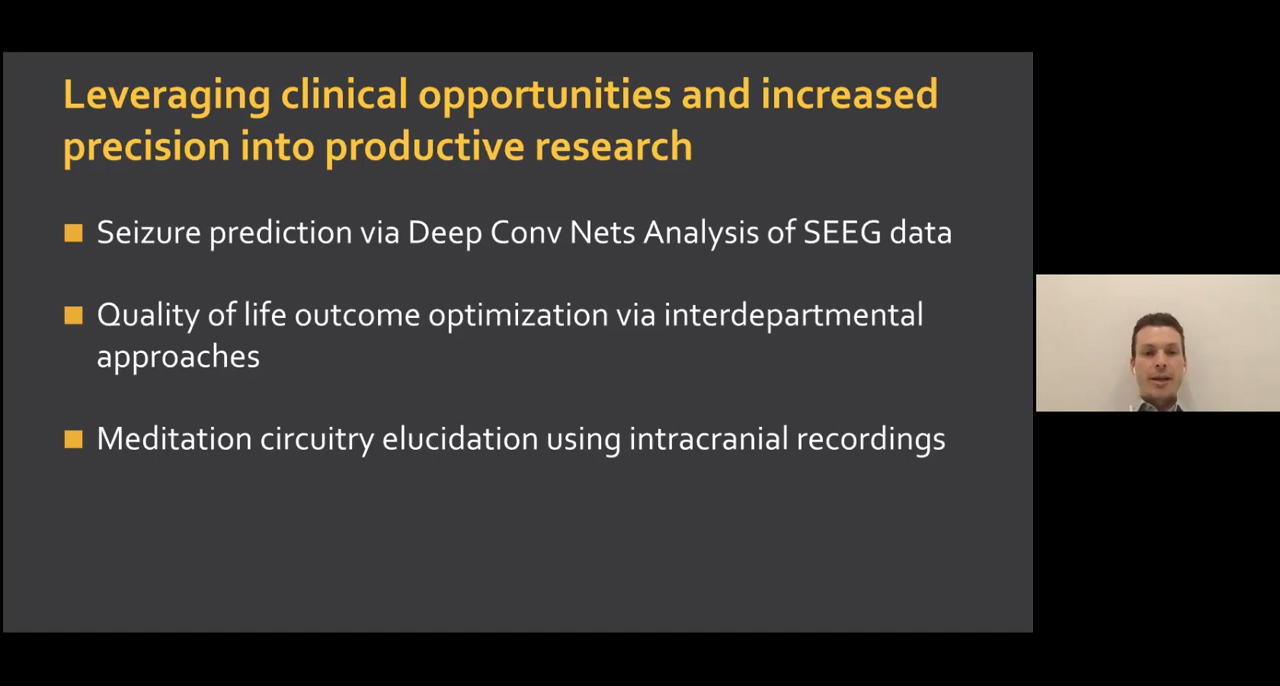 Leveraging clinical opportunities and increased
precision into productive research
Seizure prediction via Deep Conv Nets Analysis of SEEG data
Quality of life outcome optimization via interdepartmental
approaches
Meditation circuitry elucidation using intracranial recordings